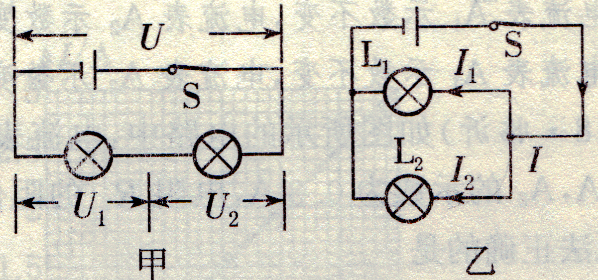 U
S
U₁ U₂
甲
S
L₁ I₁
I
L₂ I₂
乙